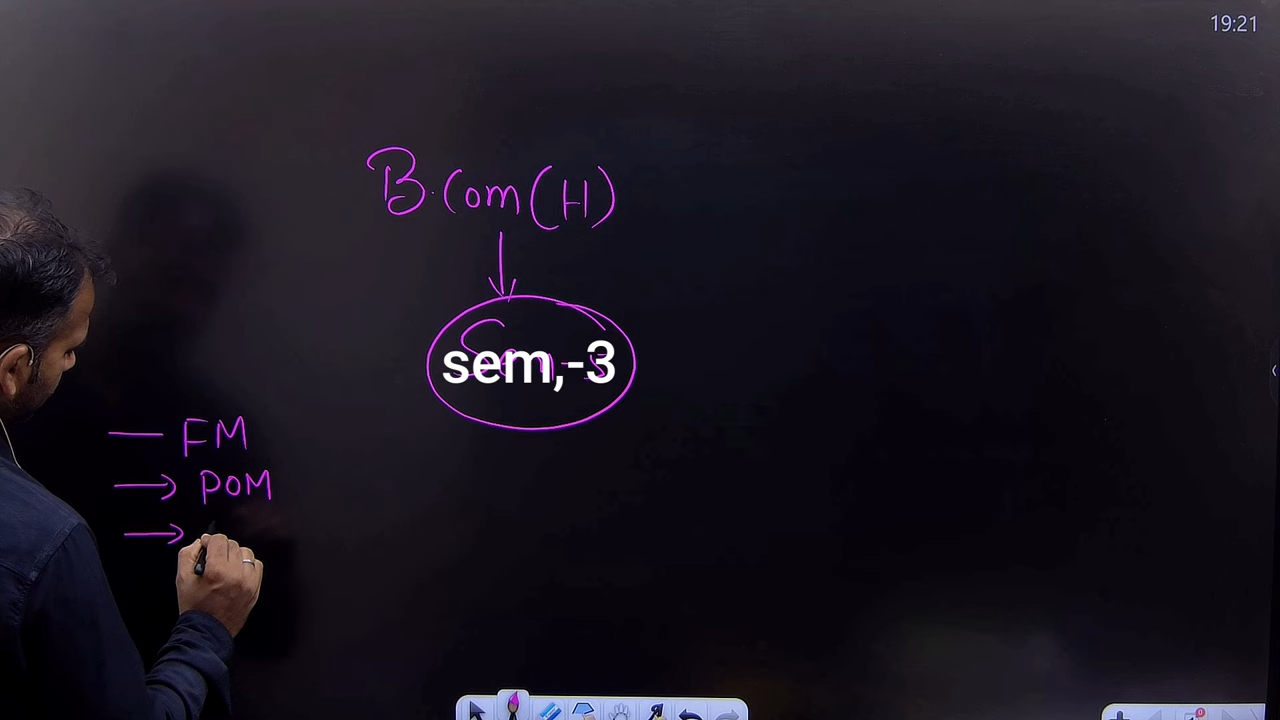 19:21
B.Com(H)
sem,-3
— FM
→ POM
→